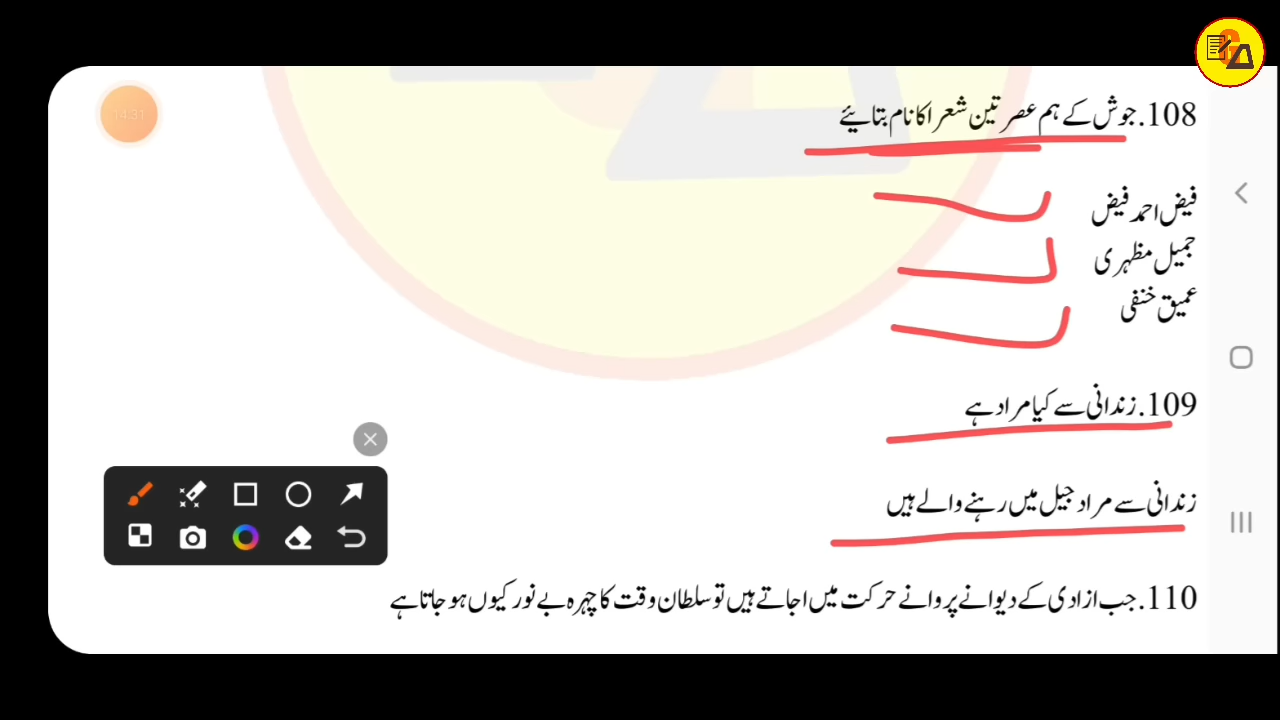 108. جوش کے ہم عصر تین شعرا کا نام بتائیے
فیض احمد فیض
جمیل مظہری
عمیق خنفی
109. زندانی سے کیا مراد ہے
زندانی سے مراد جیل میں رہنے والے ہیں
110. جب ازادی کے دیوانے پروانے حرکت میں اجاتے ہیں تو سلطان وقت کا چہرہ بے نور کیوں ہو جاتا ہے
14:31